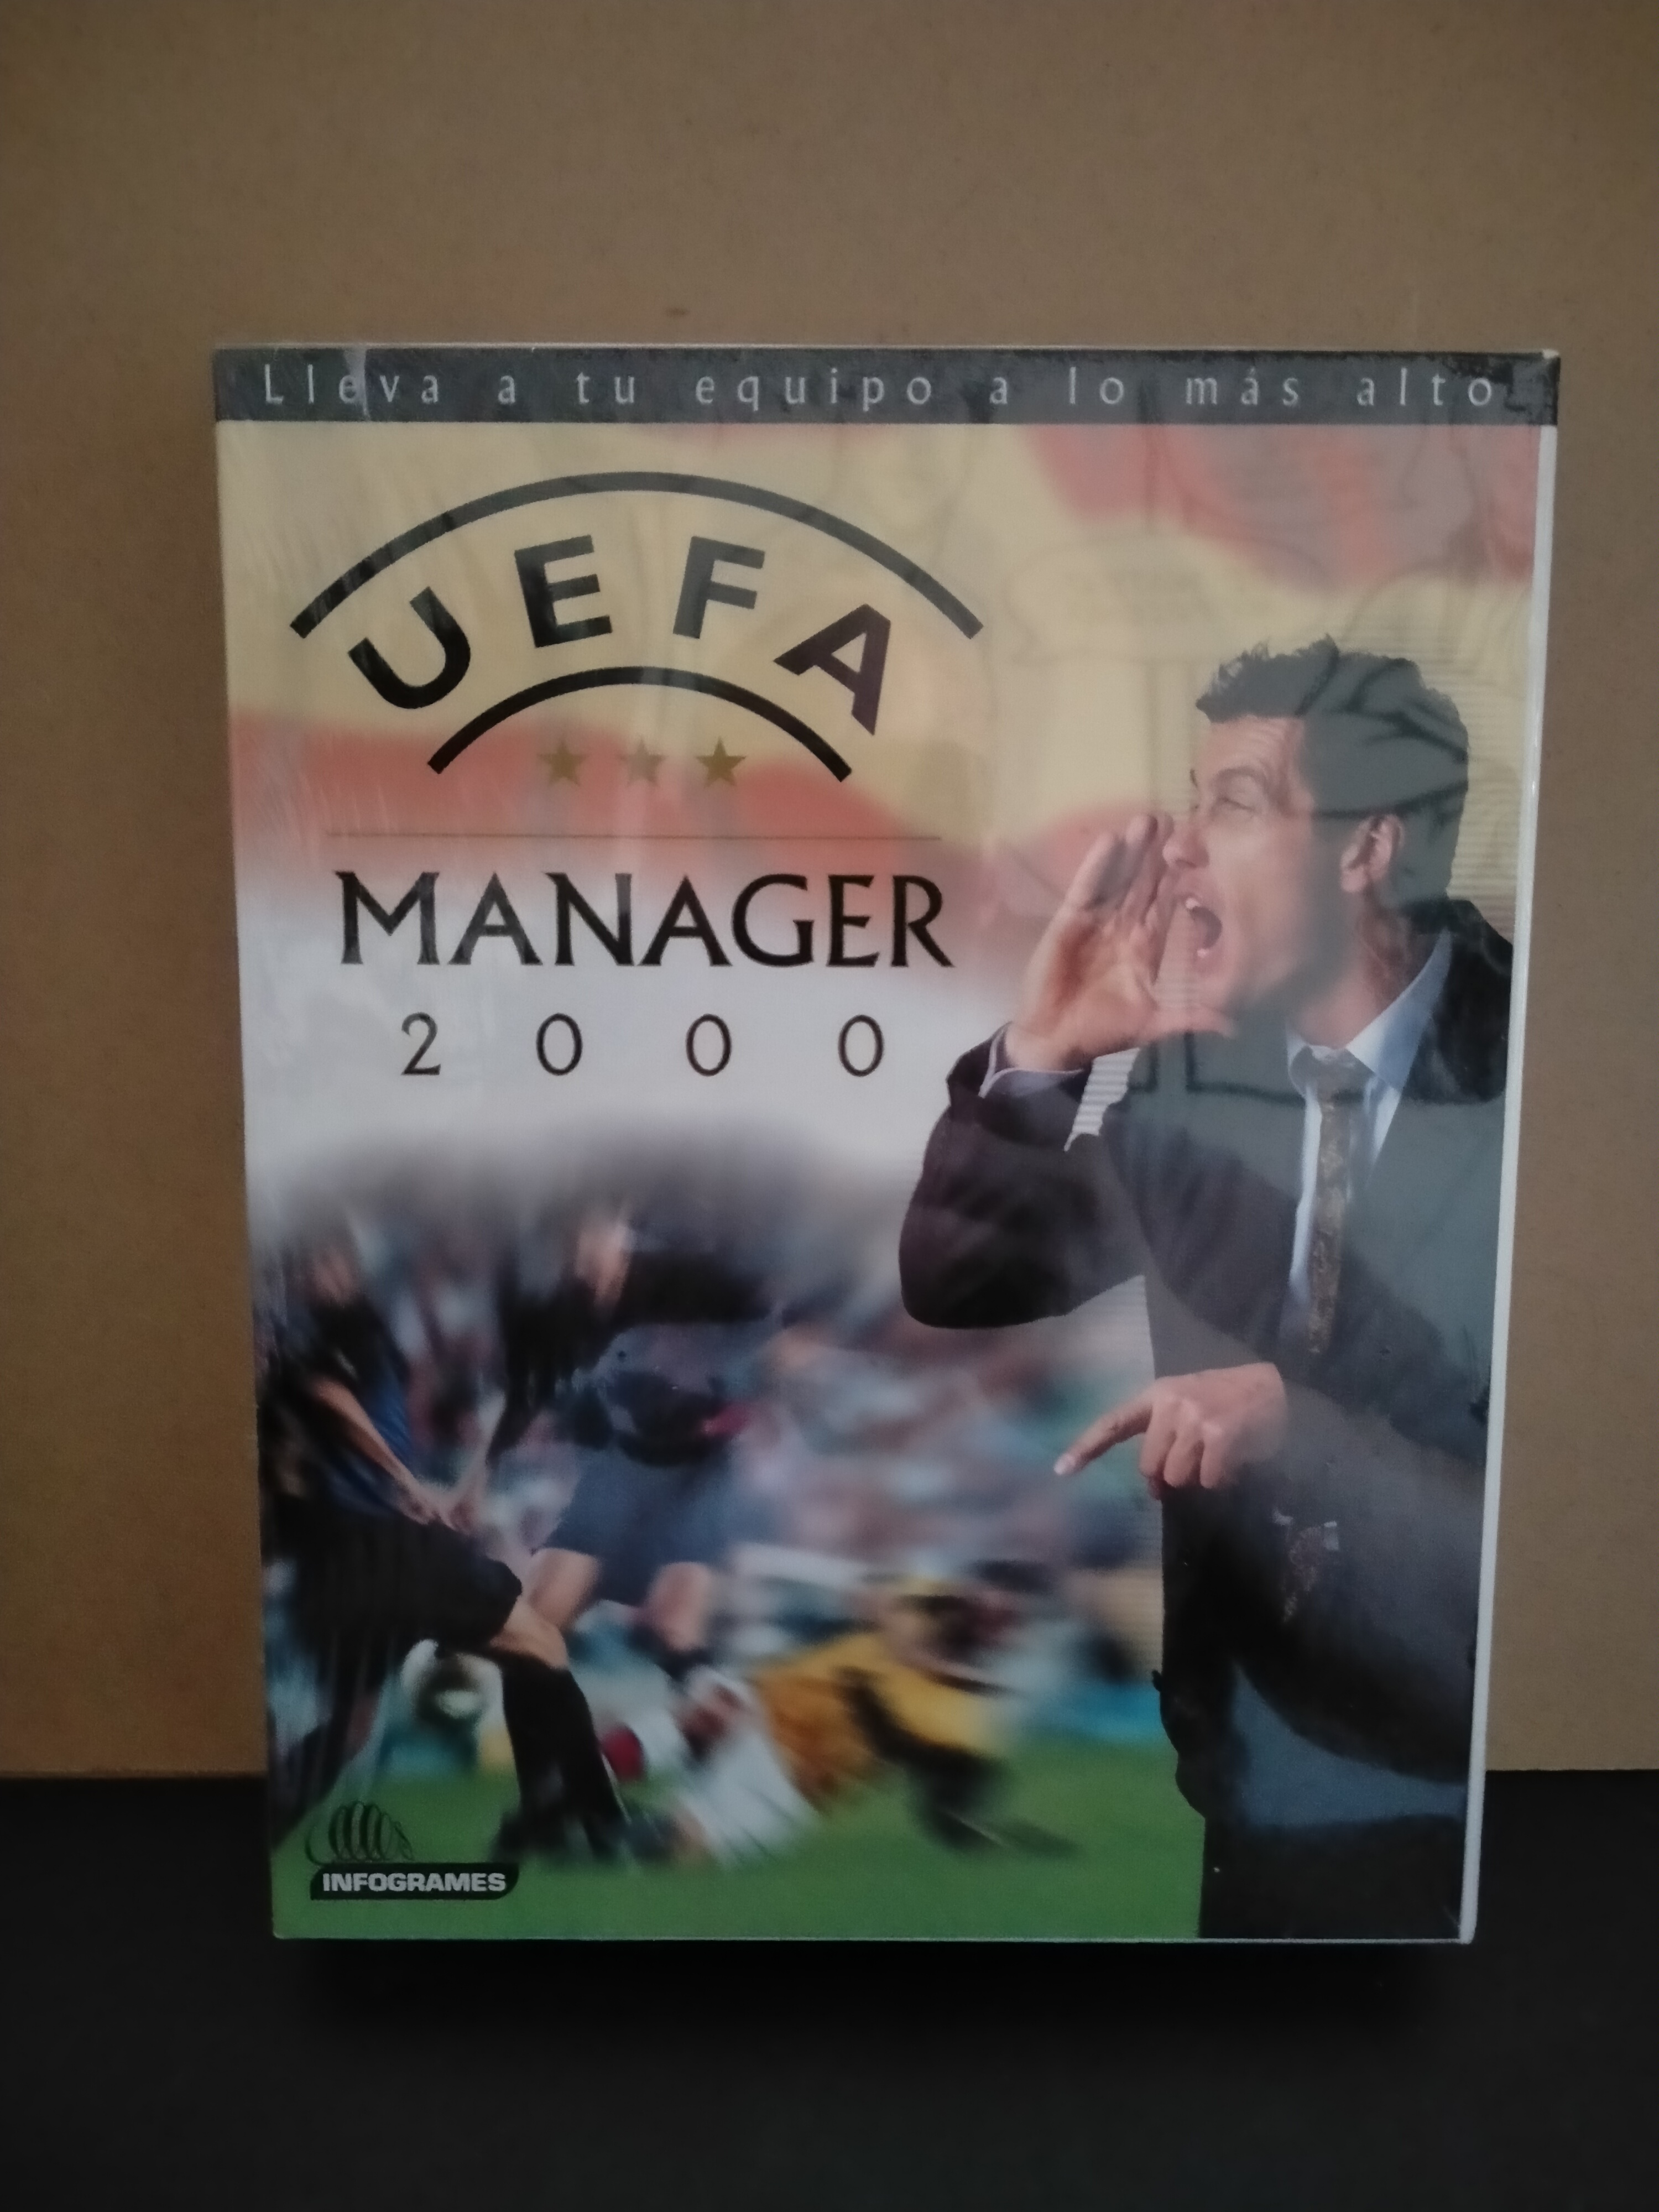 Lleva a tu equipo a lo más alto
UEFA
MANAGER
2000
INFOGRAMES